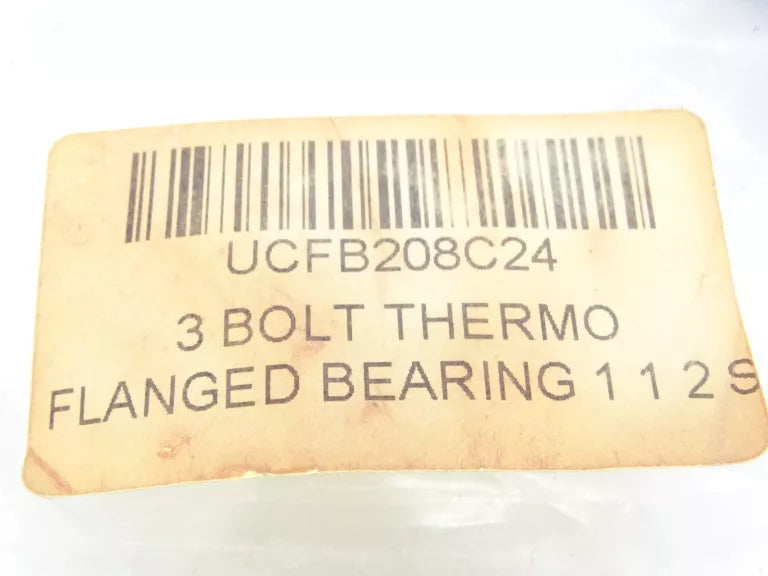 UCFB208C24
3 BOLT THERMO
FLANGED BEARING 1 1 2 S